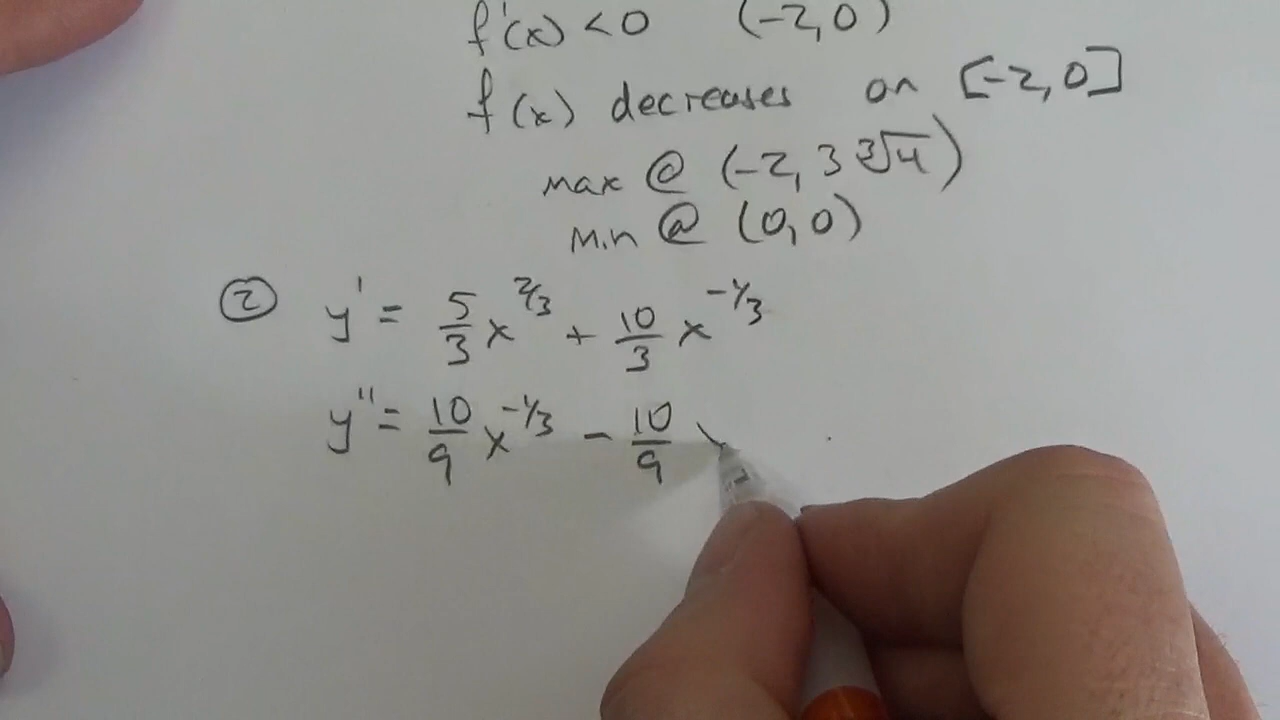 f'(x) < 0 (-2, 0)
f(x) decreases on [-2, 0]
max @ (-2, 3∛4)
min @ (0, 0)
② y' = 5/3 x^(2/3) + 10/3 x^(-1/3)
y'' = 10/9 x^(-1/3) - 10/9